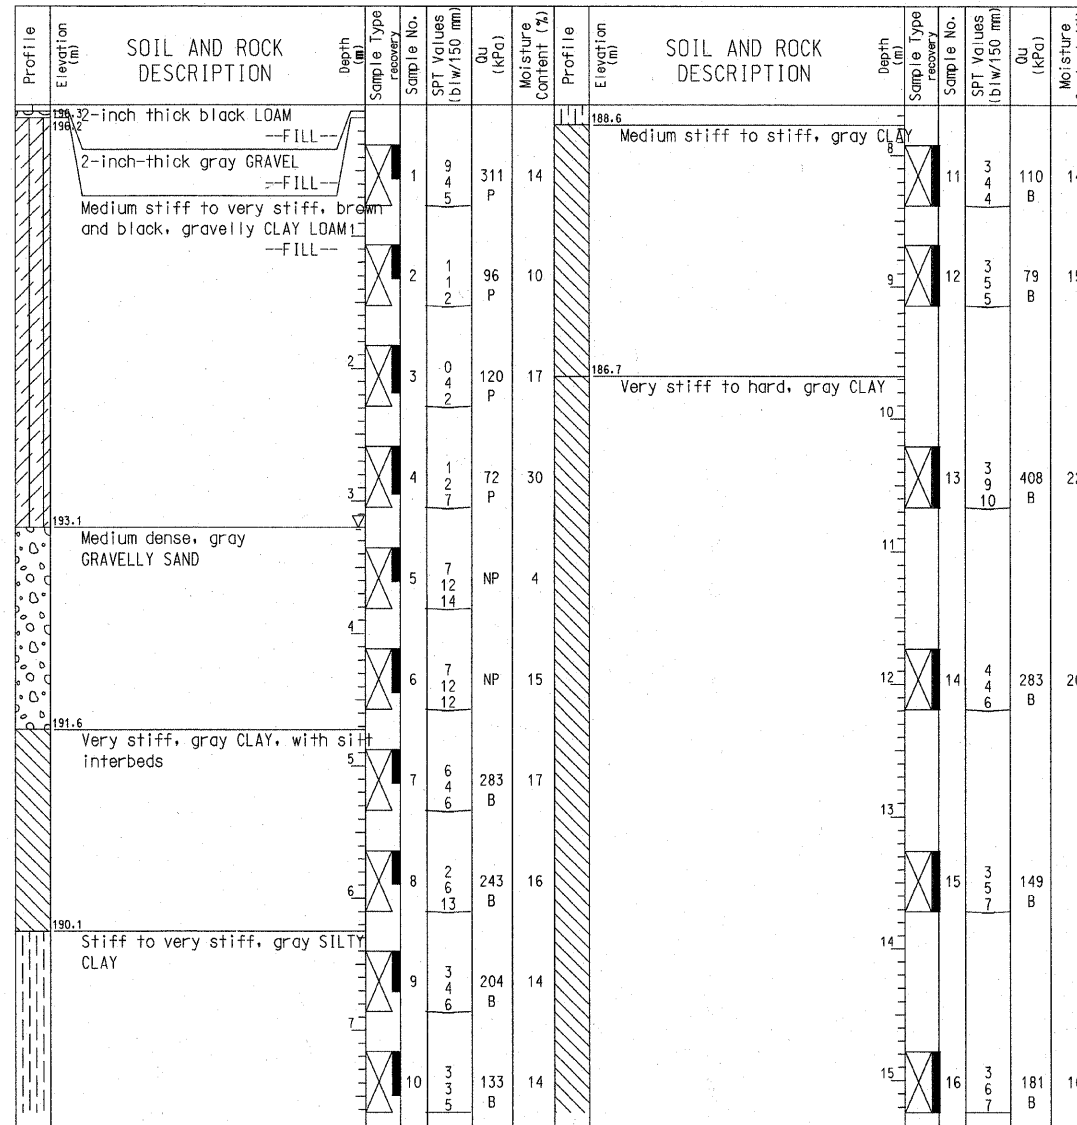 Profile
Elevation (m)
SOIL AND ROCK
DESCRIPTION
Depth (m)
Sample Type
recovery
Sample No.
SPT Values
(blw/150 mm)
Qu
(kPa)
Moisture
Content (%)
2-inch thick black LOAM
--FILL--
196.2
2-inch-thick gray GRAVEL
--FILL--
Medium stiff to very stiff, brown
and black, gravelly CLAY LOAM
--FILL--
1
1
9
4
5
311
P
14
2
1
1
2
96
P
10
2
3
0
4
2
120
P
17
3
4
1
2
7
72
P
30
193.1
Medium dense, gray
GRAVELLY SAND
5
7
12
14
NP
4
4
6
7
12
12
NP
15
191.6
Very stiff, gray CLAY, with silt
interbeds
5
7
6
4
6
283
B
17
6
8
2
6
13
243
B
16
190.1
Stiff to very stiff, gray SILTY
CLAY
9
3
4
6
204
B
14
7
10
3
3
5
133
B
14
Profile
Elevation (m)
SOIL AND ROCK
DESCRIPTION
Depth (m)
Sample Type
recovery
Sample No.
SPT Values
(blw/150 mm)
Qu
(kPa)
Moisture
188.6
Medium stiff to stiff, gray CLAY
8
11
3
4
4
110
B
9
12
3
5
5
79
B
186.7
Very stiff to hard, gray CLAY
10
13
3
9
10
408
B
11
12
14
4
4
6
283
B
13
15
3
5
7
149
B
14
15
16
3
6
7
181
B